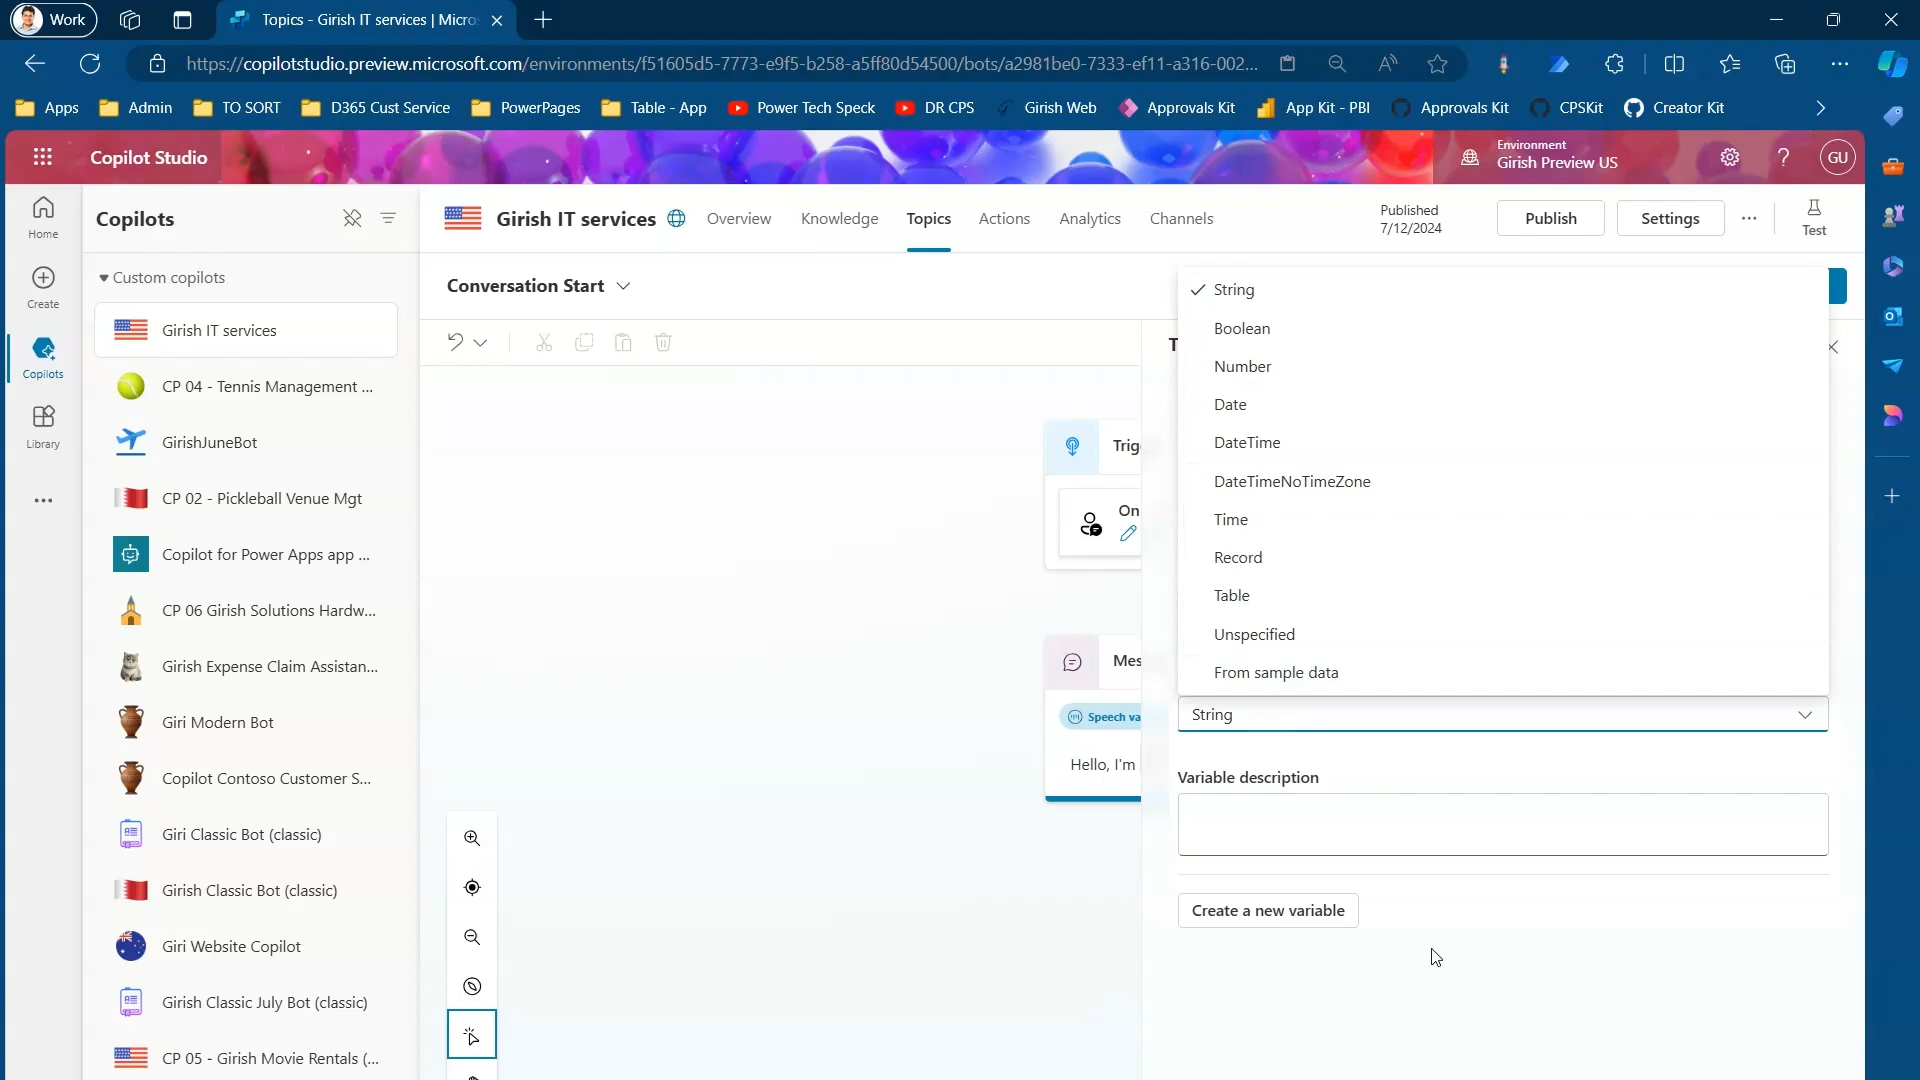 Work
Topics - Girish IT services | Micros
https://copilotstudio.preview.microsoft.com/environments/f51605d5-7773-e9f5-b258-a5ff80d54500/bots/a2981be0-7333-ef11-a316-002...
Apps
Admin
TO SORT
D365 Cust Service
PowerPages
Table - App
Power Tech Speck
DR CPS
Girish Web
Approvals Kit
App Kit - PBI
Approvals Kit
CPSKit
Creator Kit
Copilot Studio
Environment
Girish Preview US
GU
Home
Create
Copilots
Library
Copilots
Custom copilots
Girish IT services
CP 04 - Tennis Management ...
GirishJuneBot
CP 02 - Pickleball Venue Mgt
Copilot for Power Apps app ...
CP 06 Girish Solutions Hardw...
Girish Expense Claim Assistan...
Giri Modern Bot
Copilot Contoso Customer S...
Giri Classic Bot (classic)
Girish Classic Bot (classic)
Giri Website Copilot
Girish Classic July Bot (classic)
CP 05 - Girish Movie Rentals (...
Girish IT services
Overview
Knowledge
Topics
Actions
Analytics
Channels
Published
7/12/2024
Publish
Settings
Test
Conversation Start
Trig
On
Mes
Speech va
Hello, I'm
T
String
Boolean
Number
Date
DateTime
DateTimeNoTimeZone
Time
Record
Table
Unspecified
From sample data
String
Variable description
Create a new variable